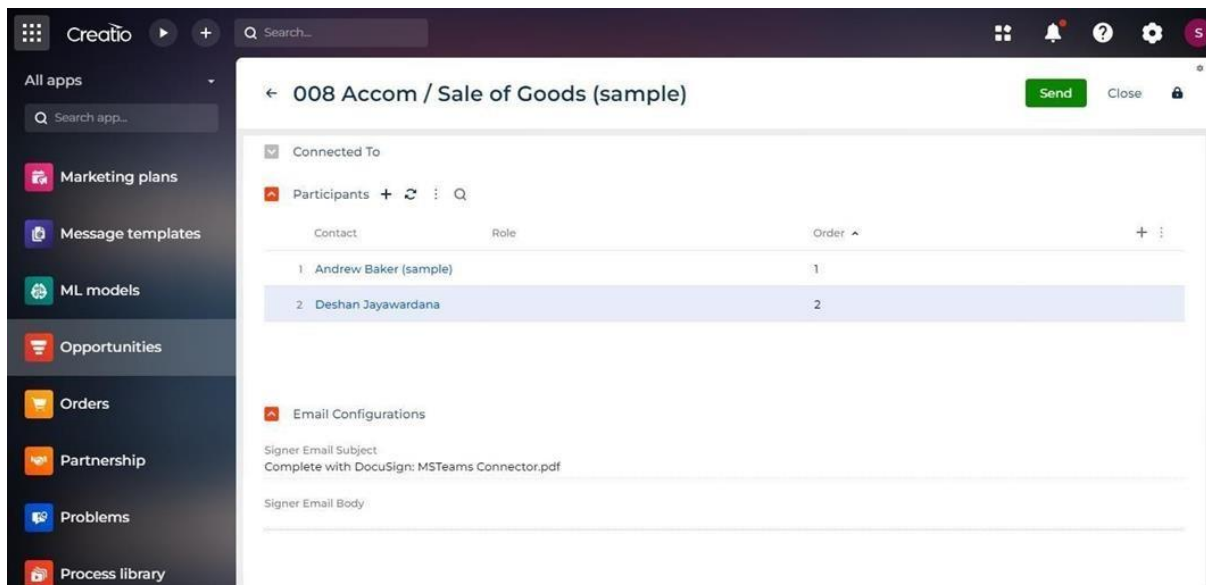 Creatio
Search...
S
All apps
Search app...
Marketing plans
Message templates
ML models
Opportunities
Orders
Partnership
Problems
Process library
008 Accom / Sale of Goods (sample)
Send
Close
Connected To
Participants
Contact Role Order
1 Andrew Baker (sample) 1
2 Deshan Jayawardana 2
Email Configurations
Signer Email Subject
Complete with DocuSign: MSTeams Connector.pdf
Signer Email Body